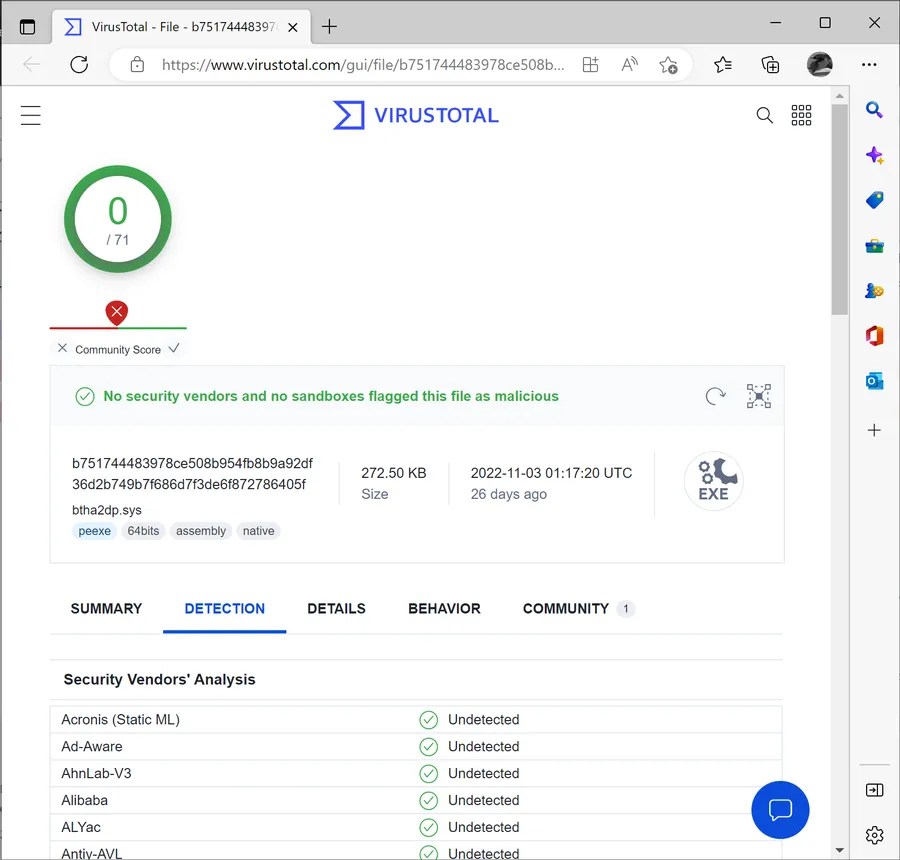 VirusTotal - File - b751744483978
https://www.virustotal.com/gui/file/b751744483978ce508b...
VIRUSTOTAL
0
/ 71
Community Score
No security vendors and no sandboxes flagged this file as malicious
b751744483978ce508b954fb8b9a92df
36d2b749b7f686d7f3de6f872786405f
btha2dp.sys
peexe 64bits assembly native
272.50 KB
Size
2022-11-03 01:17:20 UTC
26 days ago
EXE
SUMMARY DETECTION DETAILS BEHAVIOR COMMUNITY 1
Security Vendors' Analysis
Acronis (Static ML) Undetected
Ad-Aware Undetected
AhnLab-V3 Undetected
Alibaba Undetected
ALYac Undetected
Antiy-AVL Undetected